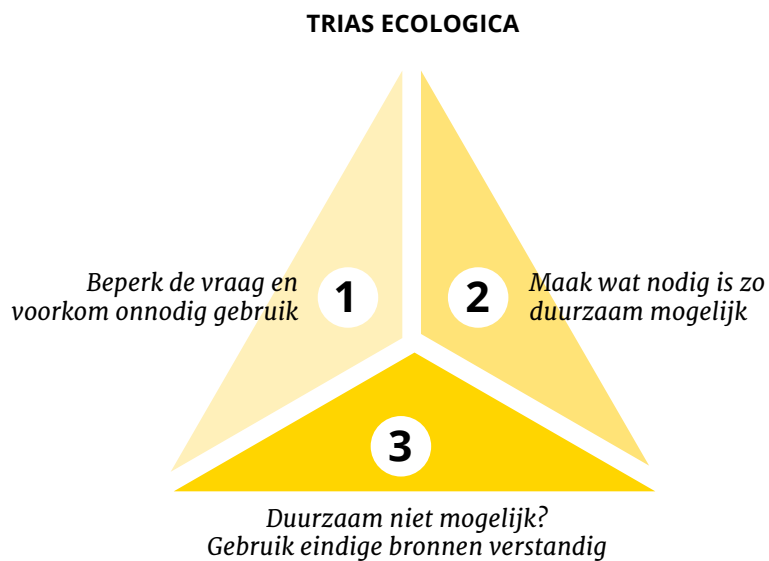 TRIAS ECOLOGICA
Beperk de vraag en
voorkom onnodig gebruik
1
2
Maak wat nodig is zo
duurzaam mogelijk
3
Duurzaam niet mogelijk?
Gebruik eindige bronnen verstandig